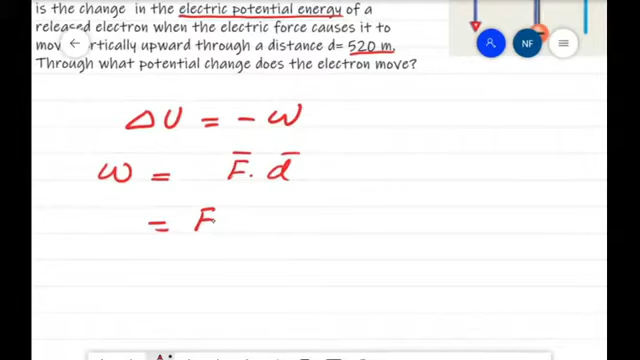 is the change in the electric potential energy of a
released electron when the electric force causes it to
move vertically upward through a distance d= 520 m.
Through what potential change does the electron move?
NF
ΔU = - W
W = F̅ . d̅
= F